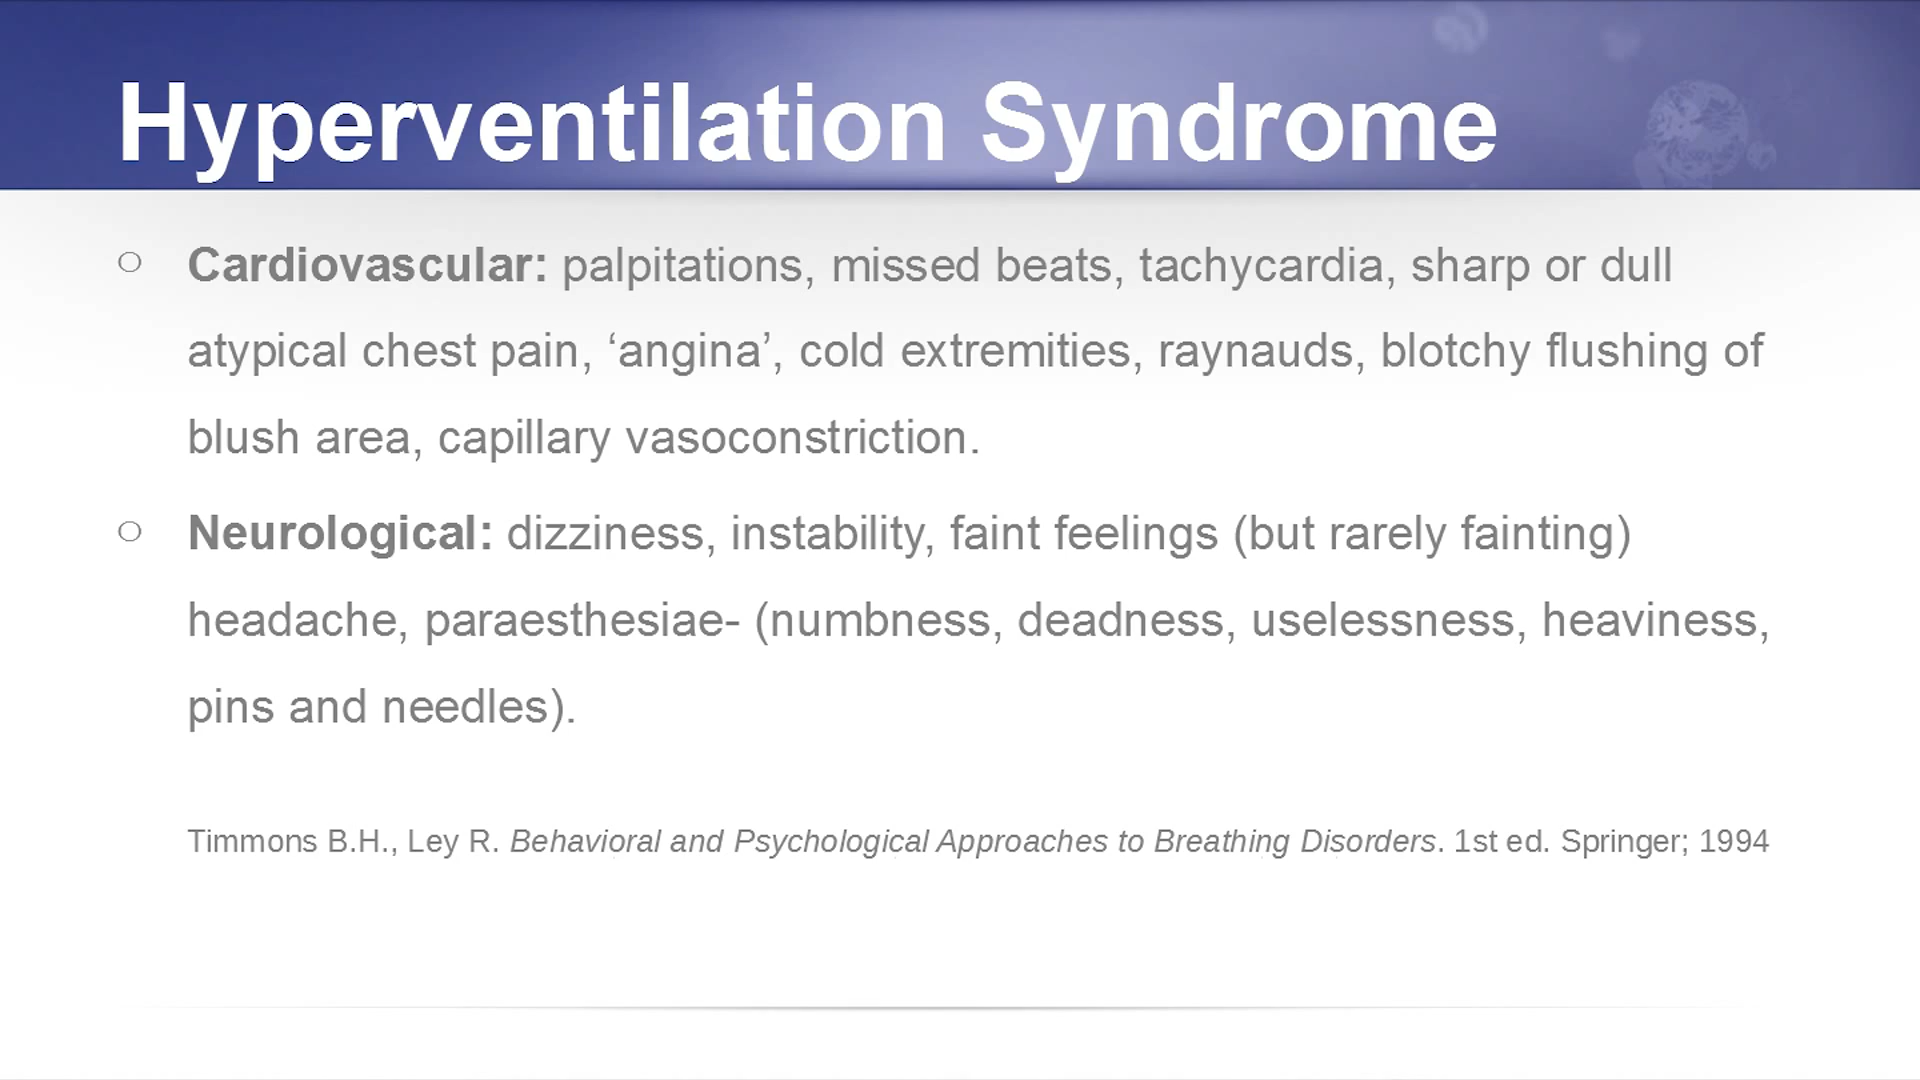 Hyperventilation Syndrome
Cardiovascular: palpitations, missed beats, tachycardia, sharp or dull
atypical chest pain, ‘angina’, cold extremities, raynauds, blotchy flushing of
blush area, capillary vasoconstriction.
Neurological: dizziness, instability, faint feelings (but rarely fainting)
headache, paraesthesiae- (numbness, deadness, uselessness, heaviness,
pins and needles).
Timmons B.H., Ley R. Behavioral and Psychological Approaches to Breathing Disorders. 1st ed. Springer; 1994